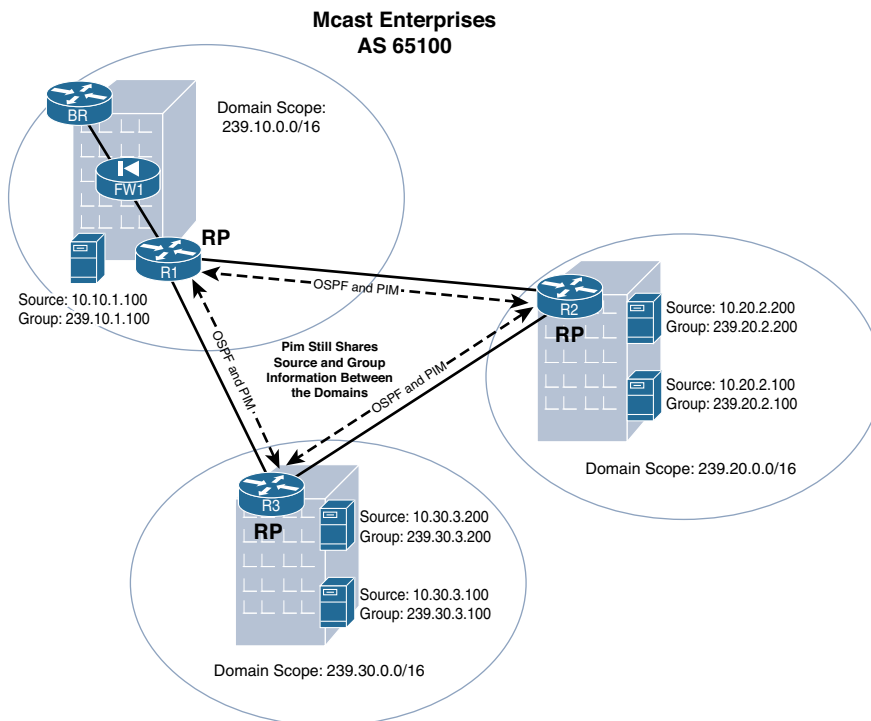 Mcast Enterprises
AS 65100
BR
Domain Scope:
239.10.0.0/16
FW1
RP
R1
Source: 10.10.1.100
Group: 239.10.1.100
OSPF and PIM
R2
RP
Source: 10.20.2.200
Group: 239.20.2.200
Source: 10.20.2.100
Group: 239.20.2.100
Domain Scope: 239.20.0.0/16
Pim Still Shares
Source and Group
Information Between
the Domains
OSPF and PIM
OSPF and PIM
R3
RP
Source: 10.30.3.200
Group: 239.30.3.200
Source: 10.30.3.100
Group: 239.30.3.100
Domain Scope: 239.30.0.0/16